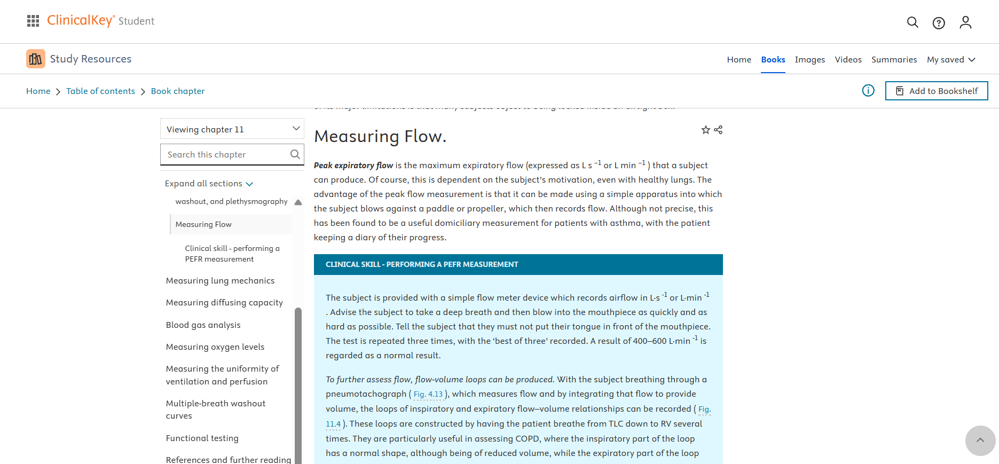 ClinicalKey® Student
Study Resources
Home Books Images Videos Summaries My saved
Home > Table of contents > Book chapter
Add to Bookshelf
Viewing chapter 11
Search this chapter
Expand all sections
washout, and plethysmography
Measuring Flow
Clinical skill - performing a
PEFR measurement
Measuring lung mechanics
Measuring diffusing capacity
Blood gas analysis
Measuring oxygen levels
Measuring the uniformity of
ventilation and perfusion
Multiple-breath washout
curves
Functional testing
References and further reading
Measuring Flow.
Peak expiratory flow is the maximum expiratory flow (expressed as L s −1 or L min −1 ) that a subject
can produce. Of course, this is dependent on the subject’s motivation, even with healthy lungs. The
advantage of the peak flow measurement is that it can be made using a simple apparatus into which
the subject blows against a paddle or propeller, which then records flow. Although not precise, this
has been found to be a useful domiciliary measurement for patients with asthma, with the patient
keeping a diary of their progress.
CLINICAL SKILL - PERFORMING A PEFR MEASUREMENT
The subject is provided with a simple flow meter device which records airflow in L·s -1 or L·min -1
. Advise the subject to take a deep breath and then blow into the mouthpiece as quickly and as
hard as possible. Tell the subject that they must not put their tongue in front of the mouthpiece.
The test is repeated three times, with the ‘best of three’ recorded. A result of 400–600 L·min -1 is
regarded as a normal result.
To further assess flow, flow-volume loops can be produced. With the subject breathing through a
pneumotachograph ( Fig. 4.13 ), which measures flow and by integrating that flow to provide
volume, the loops of inspiratory and expiratory flow–volume relationships can be recorded ( Fig.
11.4 ). These loops are constructed by having the patient breathe from TLC down to RV several
times. They are particularly useful in assessing COPD, where the inspiratory part of the loop
has a normal shape, although being of reduced volume, while the expiratory part of the loop